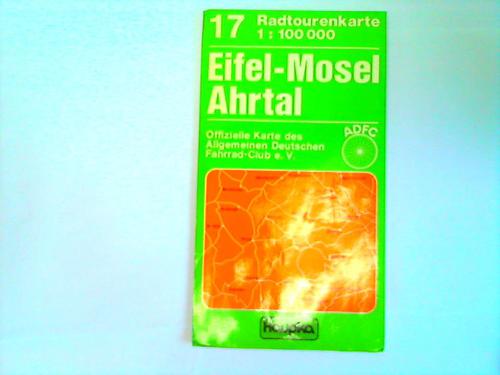 17 Radtourenkarte
1 : 100 000
Eifel-Mosel
Ahrtal
Offizielle Karte des
Allgemeinen Deutschen
Fahrrad-Club e. V.
ADFC
Haupka